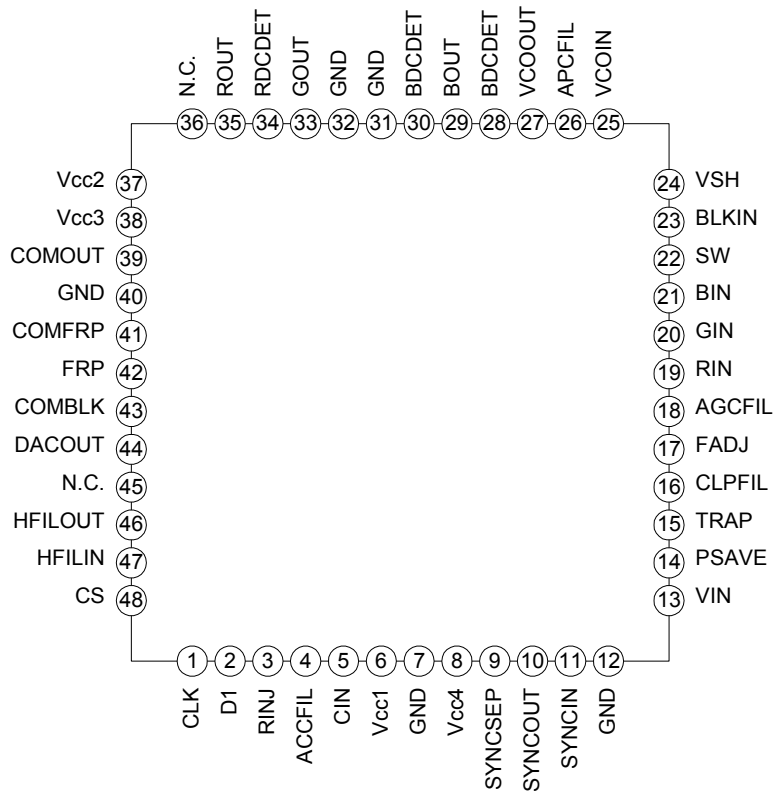 N.C.
ROUT
RDCDET
GOUT
GND
GND
BDCDET
BOUT
BDCDET
VCOOUT
APCFIL
VCOIN
36
35
34
33
32
31
30
29
28
27
26
25
Vcc2 37
Vcc3 38
COMOUT 39
GND 40
COMFRP 41
FRP 42
COMBLK 43
DACOUT 44
N.C. 45
HFILOUT 46
HFILIN 47
CS 48
24 VSH
23 BLKIN
22 SW
21 BIN
20 GIN
19 RIN
18 AGCFIL
17 FADJ
16 CLPFIL
15 TRAP
14 PSAVE
13 VIN
1
2
3
4
5
6
7
8
9
10
11
12
CLK
D1
RINJ
ACCFIL
CIN
Vcc1
GND
Vcc4
SYNCSEP
SYNCOUT
SYNCIN
GND